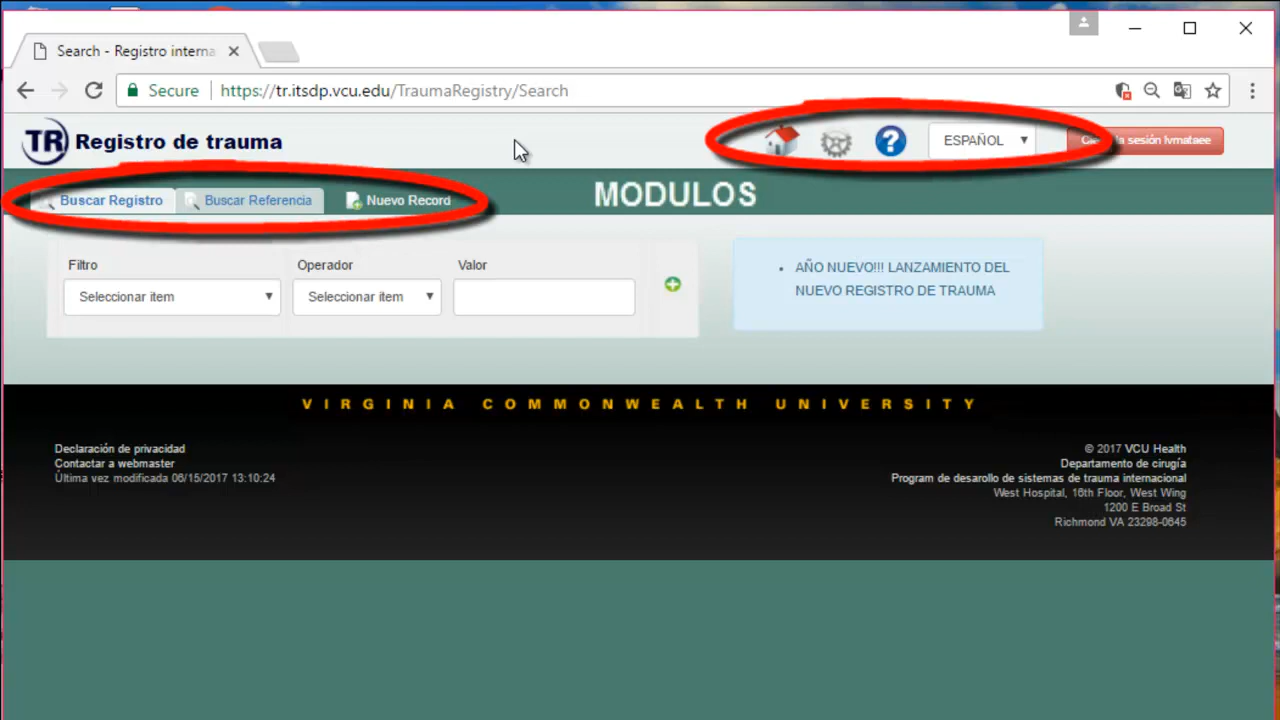 Search - Registro interna
Secure
https://tr.itsdp.vcu.edu/TraumaRegistry/Search
TR Registro de trauma
?
ESPAÑOL
la sesión lvmataee
Buscar Registro
Buscar Referencia
Nuevo Record
MODULOS
Filtro
Operador
Valor
Seleccionar item
Seleccionar item
AÑO NUEVO!!! LANZAMIENTO DEL
NUEVO REGISTRO DE TRAUMA
VIRGINIA COMMONWEALTH UNIVERSITY
Declaración de privacidad
Contactar a webmaster
Última vez modificada 06/15/2017 13:10:24
© 2017 VCU Health
Departamento de cirugía
Program de desarollo de sistemas de trauma internacional
West Hospital, 16th Floor, West Wing
1200 E Broad St
Richmond VA 23298-0645